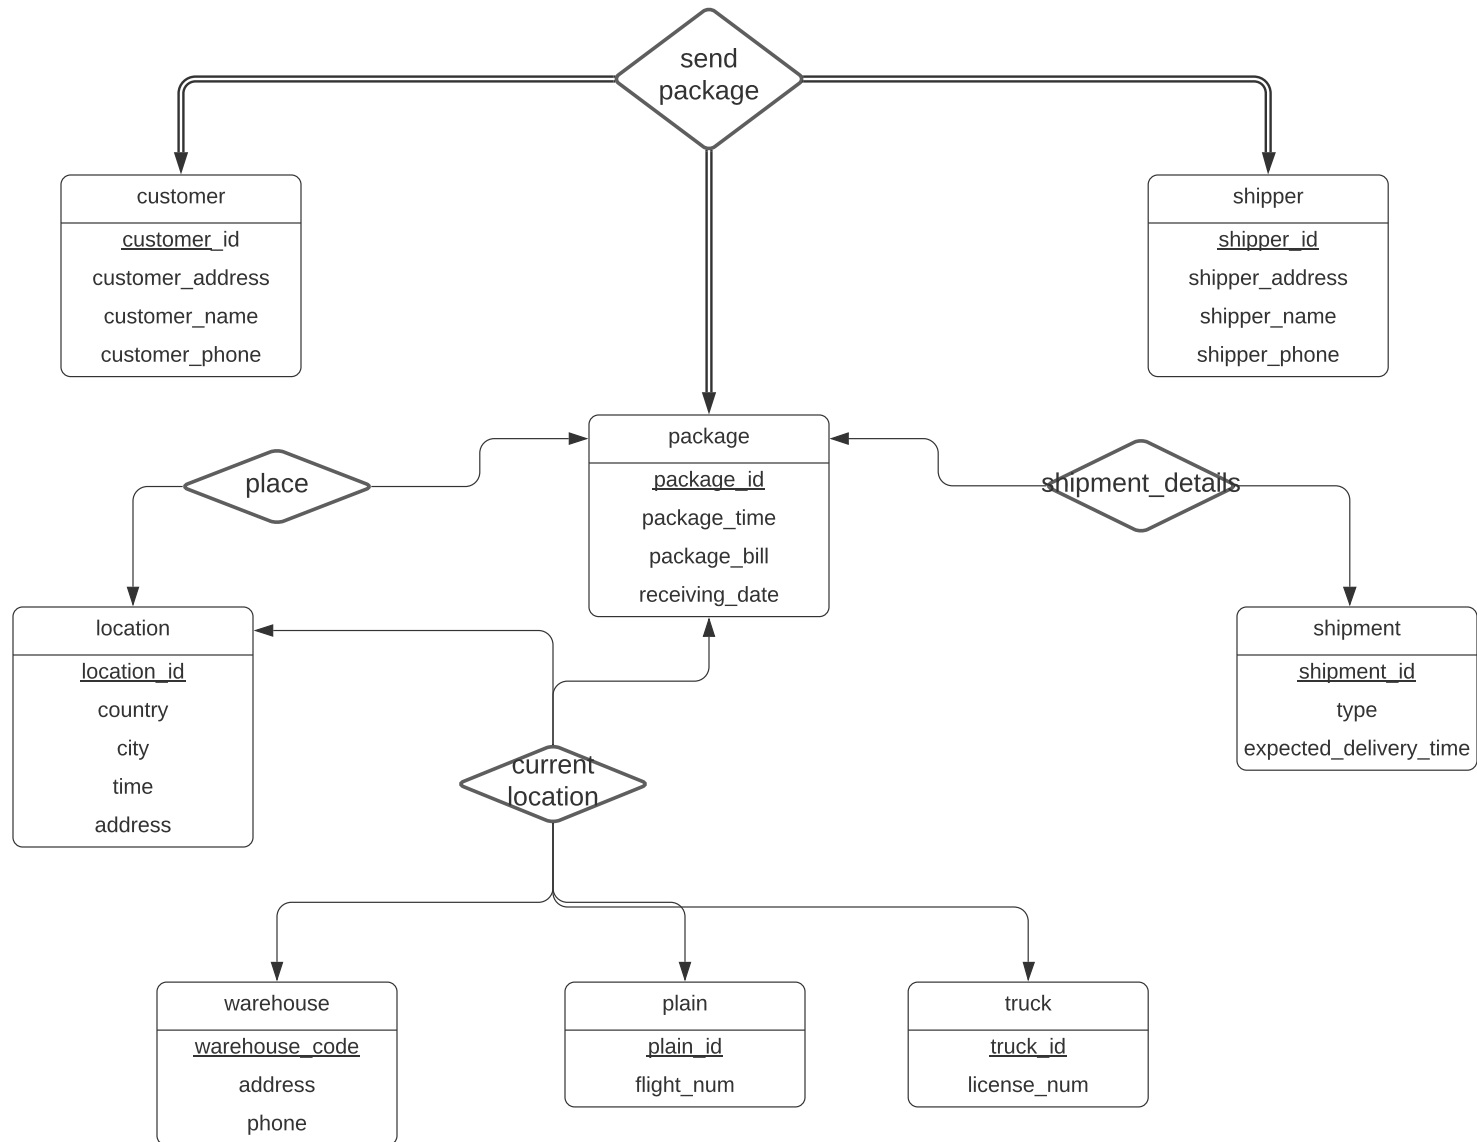 send
package
customer
customer_id
customer_address
customer_name
customer_phone
shipper
shipper_id
shipper_address
shipper_name
shipper_phone
package
package_id
package_time
package_bill
receiving_date
place
shipment_details
location
location_id
country
city
time
address
shipment
shipment_id
type
expected_delivery_time
current
location
warehouse
warehouse_code
address
phone
plain
plain_id
flight_num
truck
truck_id
license_num